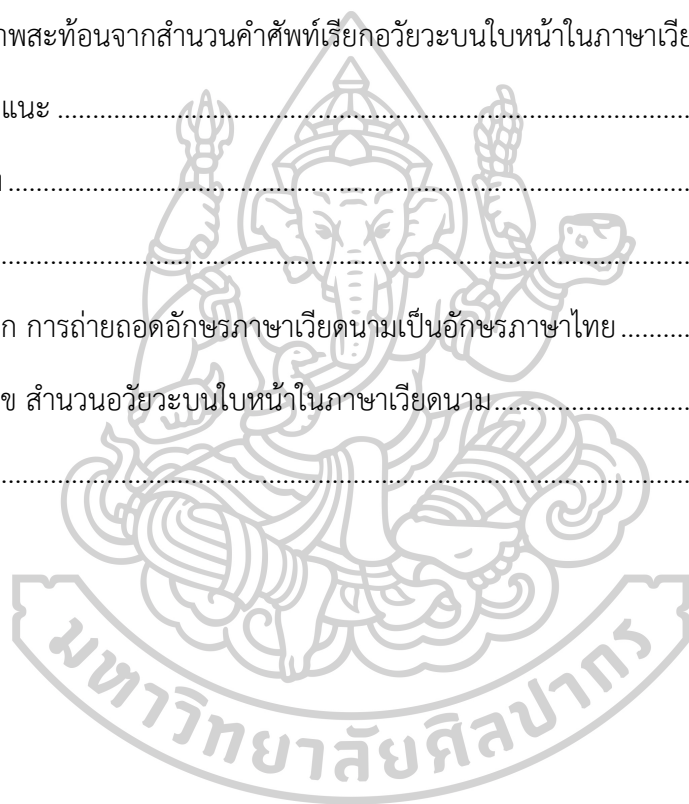 าพสะท้อนจากสำนวนคำศัพท์เรียกอวัยวะบนใบหน้าในภาษาเวีย
แนะ ........................................................................................................
................................................................................................................
................................................................................................................
ก การถ่ายถอดอักษรภาษาเวียดนามเป็นอักษรภาษาไทย ..........
ข สำนวนอวัยวะบนใบหน้าในภาษาเวียดนาม............................
................................................................................................................
มหาวิทยาลัยศิลปากร